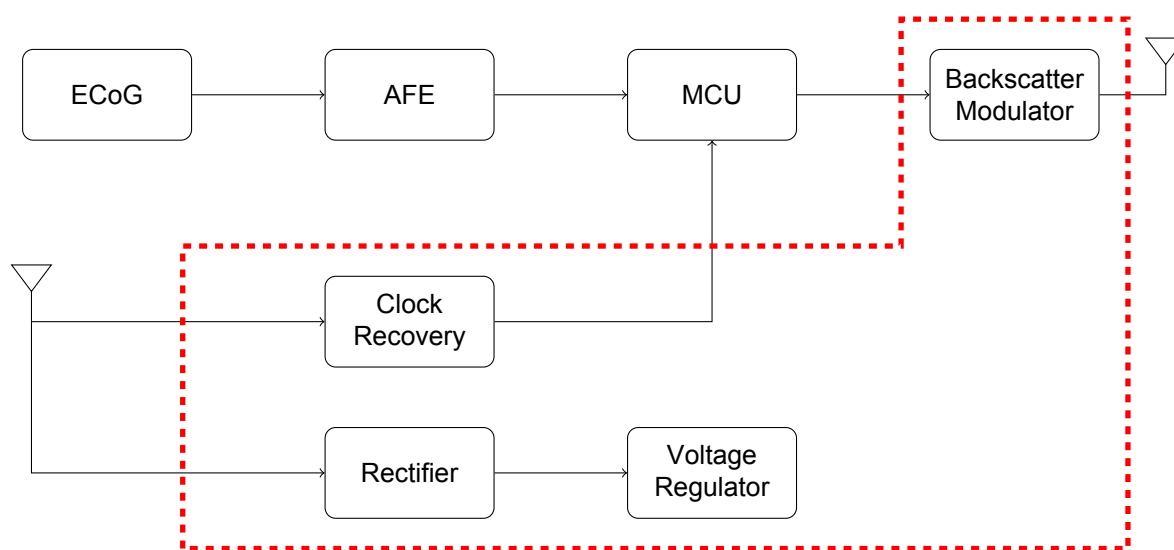 ECoG
AFE
MCU
Backscatter
Modulator
Clock
Recovery
Rectifier
Voltage
Regulator